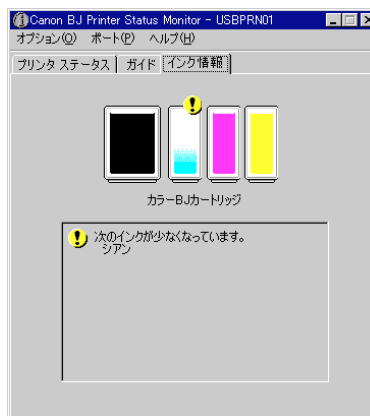 Canon BJ Printer Status Monitor - USBPRN01
オプション(O) ポート(P) ヘルプ(H)
プリンタ ステータス ガイド インク情報
カラーBJカートリッジ
次のインクが少なくなっています。
シアン